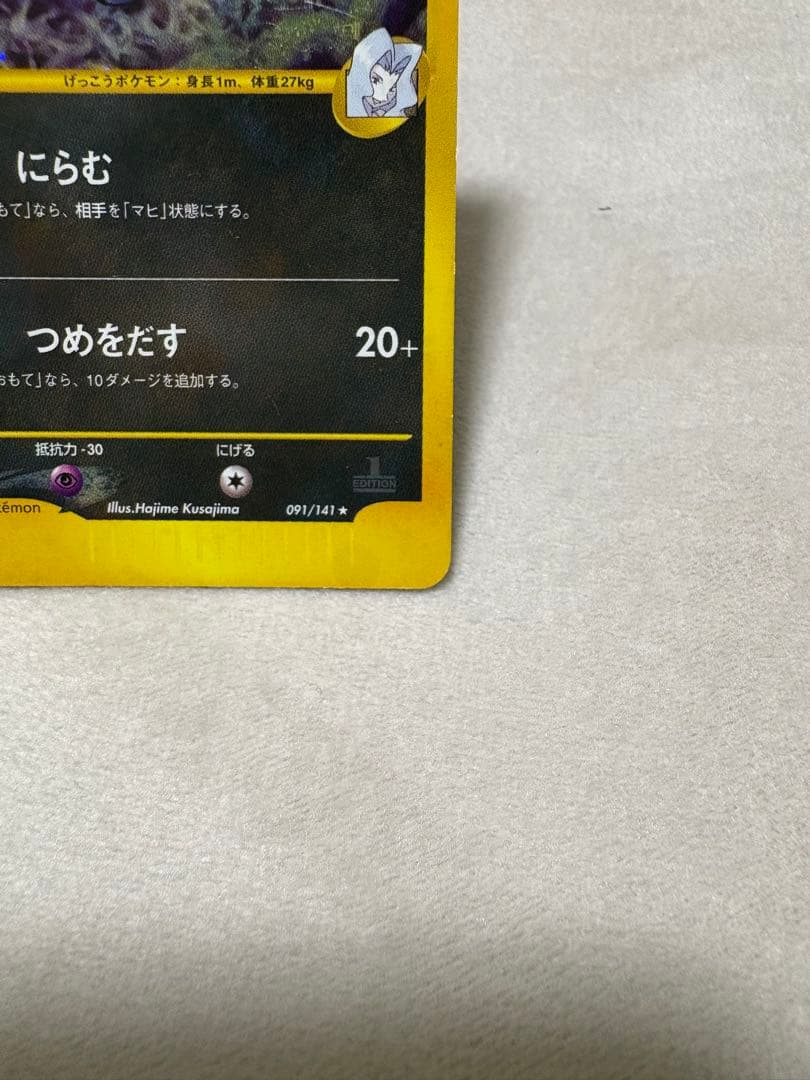 げっこうポケモン：身長1m、体重27kg
にらむ
もて」なら、相手を「マヒ」状態にする。
つめをだす 20+
おもて」なら、10ダメージを追加する。
抵抗力-30 にげる
1
EDITION
kémon Illus.Hajime Kusajima 091/141★